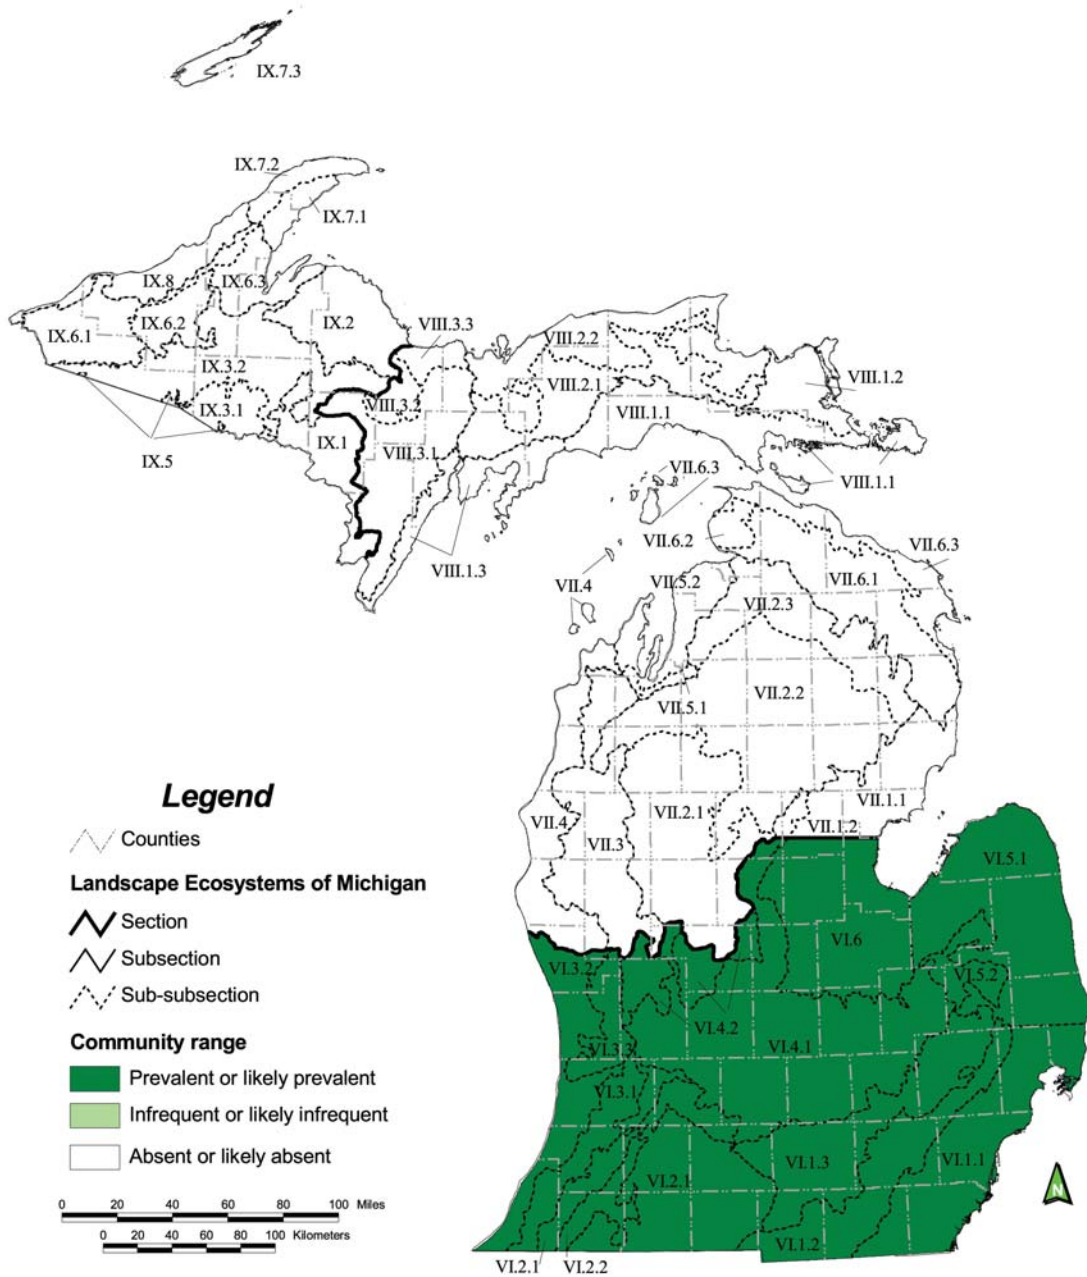 IX.7.3
IX.7.2
IX.7.1
IX.8
IX.6.3
IX.6.2
IX.2
IX.6.1
VIII.3.3
VIII.2.2
IX.3.2
VIII.2.1
VIII.1.2
VIII.3.2
IX.3.1
VIII.1.1
IX.1
VIII.3.1
IX.5
VII.6.3
VIII.1.1
VII.6.2
VII.6.3
VIII.1.3
VII.4
VII.5.2
VII.6.1
VII.2.3
VII.2.2
VII.5.1
VII.1.1
VII.4
VII.2.1
VII.1.2
VII.3
VI.5.1
VI.6
VI.3.2
VI.5.2
VI.4.2
VI.4.1
VI.3.3
VI.3.1
VI.1.3
VI.1.1
VI.2.1
VI.1.2
VI.2.1
VI.2.2
Legend
Counties
Landscape Ecosystems of Michigan
Section
Subsection
Sub-subsection
Community range
Prevalent or likely prevalent
Infrequent or likely infrequent
Absent or likely absent
0 20 40 60 80 100 Miles
0 20 40 60 80 100 Kilometers
N